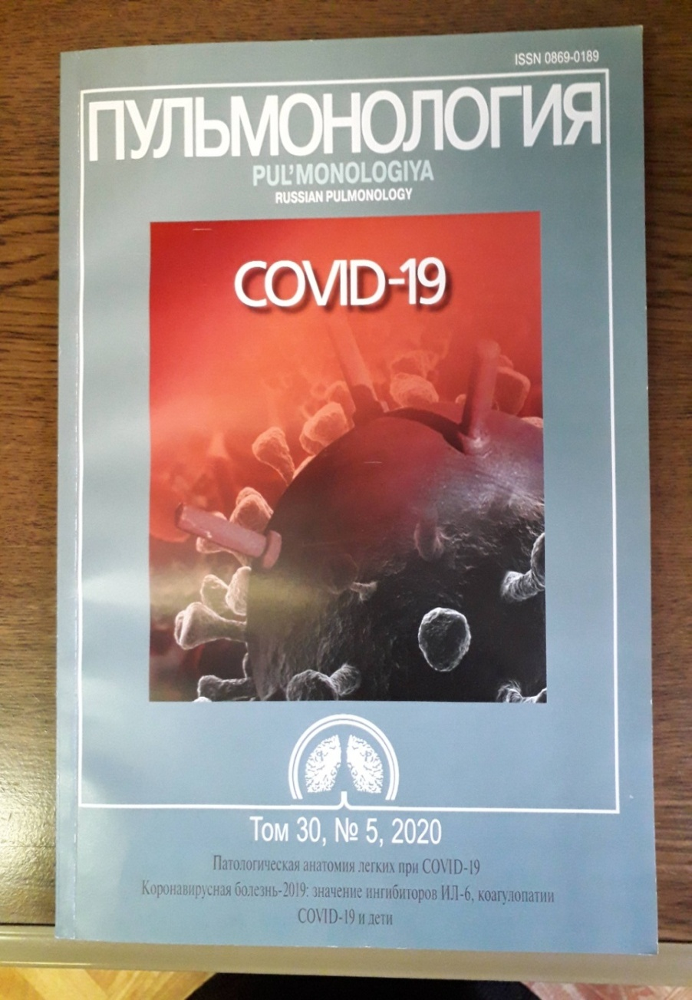 ISSN 0869-0189
ПУЛЬМОНОЛОГИЯ
PUL'MONOLOGIYA
RUSSIAN PULMONOLOGY
COVID-19
Том 30, № 5, 2020
Патологическая анатомия легких при COVID-19
Коронавирусная болезнь-2019: значение ингибиторов ИЛ-6, коагулопатии
COVID-19 и дети